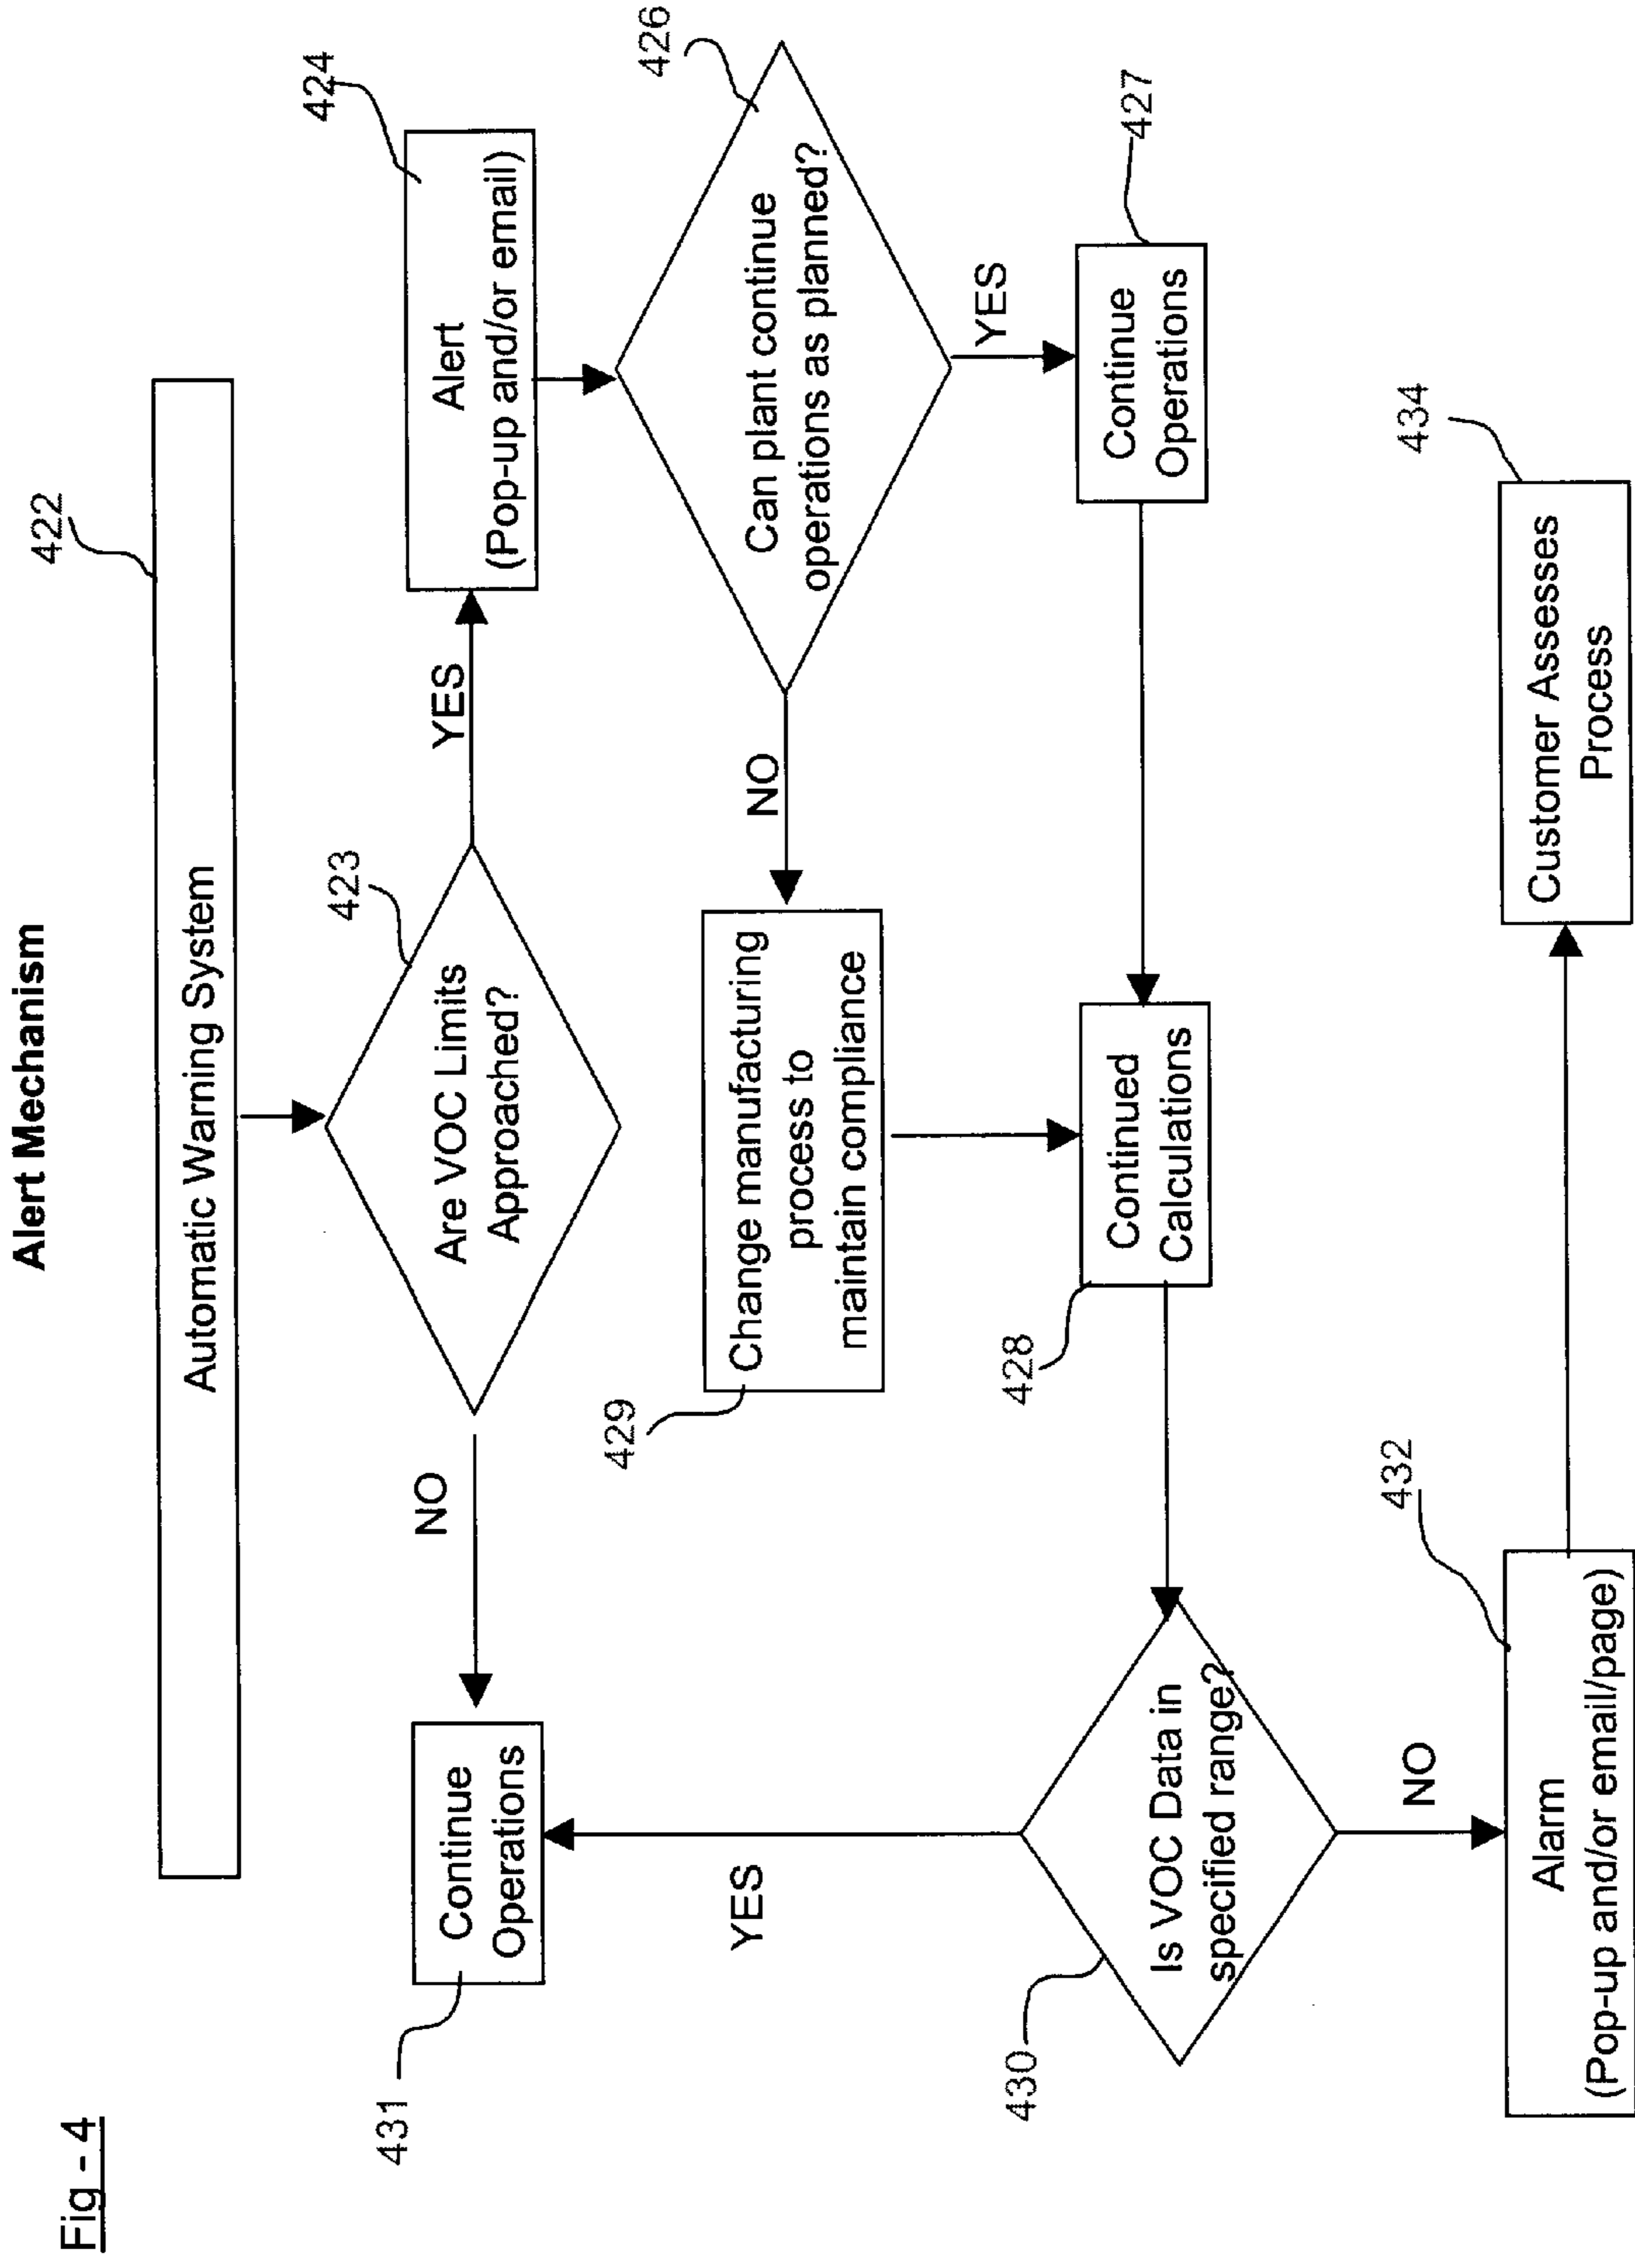 Fig - 4
Alert Mechanism
422
Automatic Warning System
423
Are VOC Limits
Approached?
NO
YES
431
Continue
Operations
424
Alert
(Pop-up and/or email)
426
Can plant continue
operations as planned?
NO
YES
429
Change manufacturing
process to
maintain compliance
427
Continue
Operations
428
Continued
Calculations
430
Is VOC Data in
specified range?
YES
NO
432
Alarm
(Pop-up and/or email/page)
434
Customer Assesses
Process